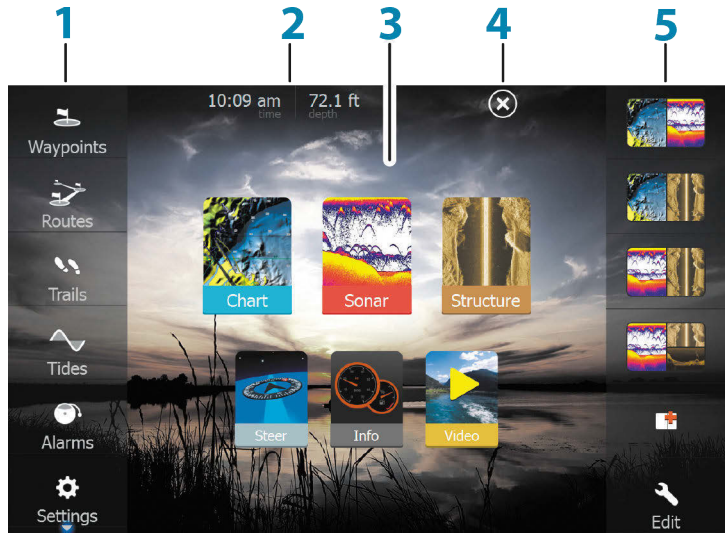 1 2 3 4 5
10:09 am 72.1 ft
time depth
Waypoints
Routes
Trails
Tides
Alarms
Settings
Chart Sonar Structure
Steer Info Video
Edit